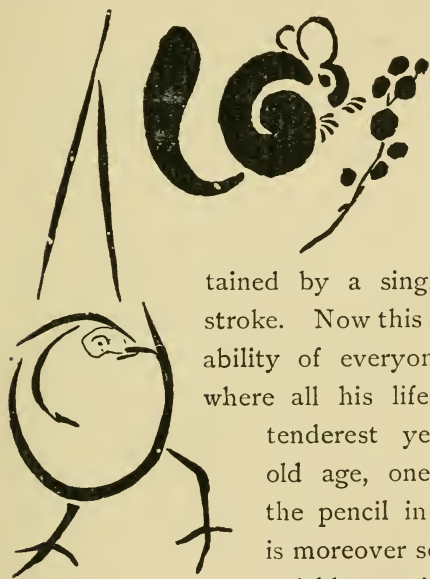 tained by a sing
stroke. Now this
ability of everyon
where all his life
tenderest ye
old age, one
the pencil in
is moreover s